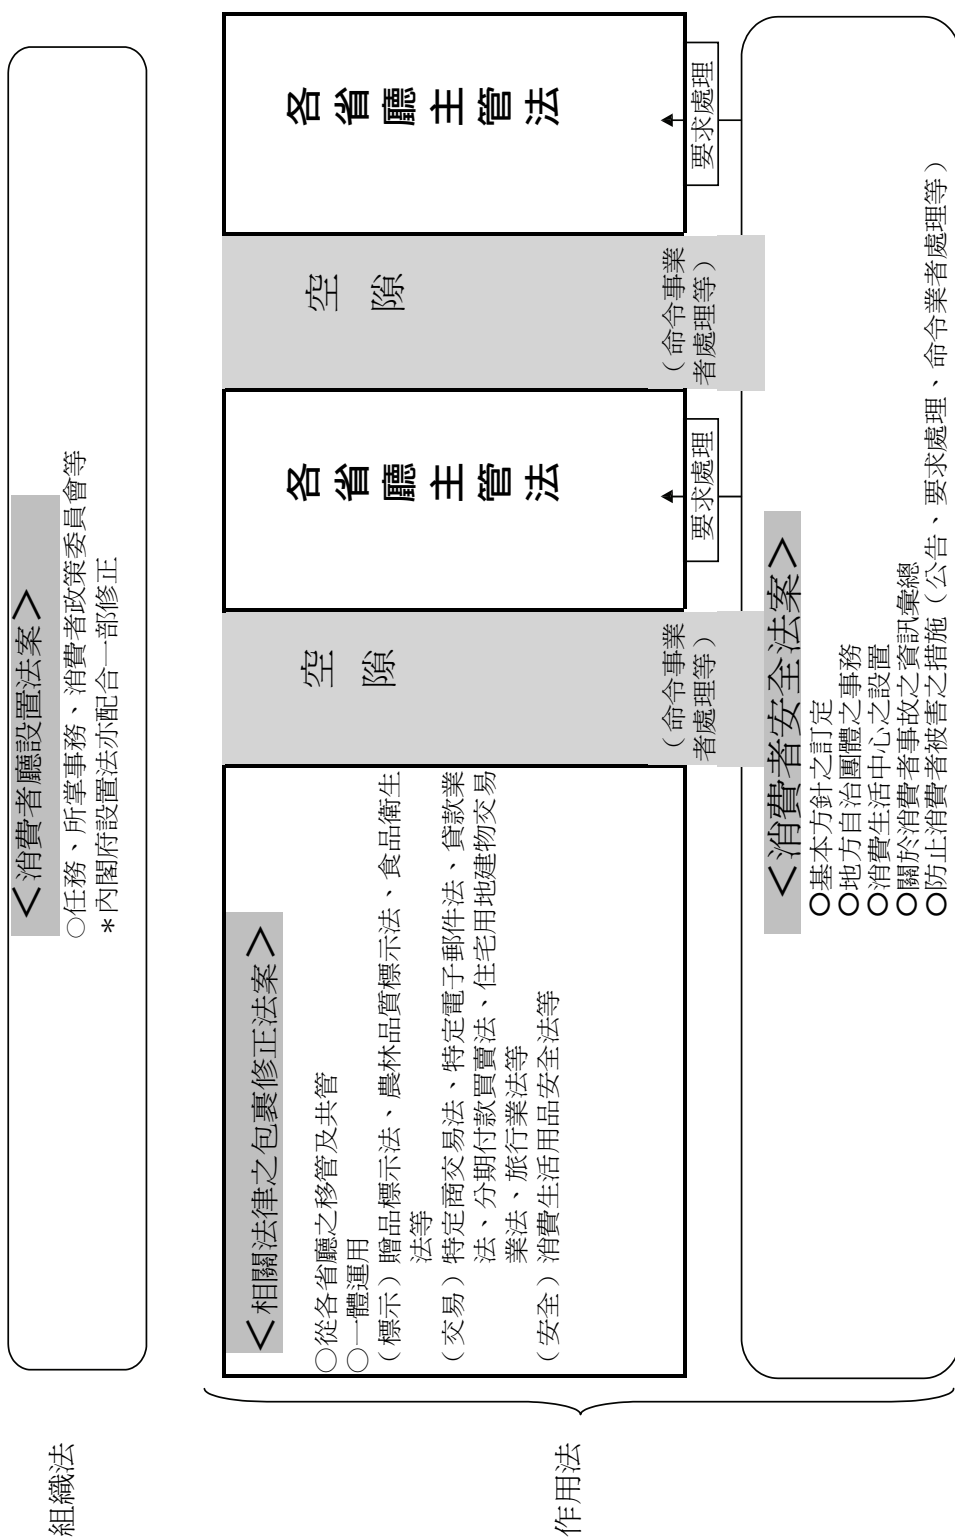 組織法
＜消費者廳設置法案＞
○任務、所掌事務、消費者政策委員會等
＊內閣府設置法亦配合一部修正
作用法
＜相關法律之包裹修正法案＞
○從各省廳之移管及共管
○一體運用
（標示）贈品標示法、農林品質標示法、食品衛生
法等
（交易）特定商交易法、特定電子郵件法、貸款業
法、分期付款買賣法、住宅用地建物交易
業法、旅行業法等
（安全）消費生活用品安全法等
空
隙
（命令事業
者處理等）
各省廳主管法
要求處理
空
隙
（命令事業
者處理等）
各省廳主管法
要求處理
＜消費者安全法案＞
○基本方針之訂定
○地方自治團體之事務
○消費生活中心之設置
○關於消費者事故之資訊彙總
○防止消費者被害之措施（公告、要求處理、命令業者處理等）